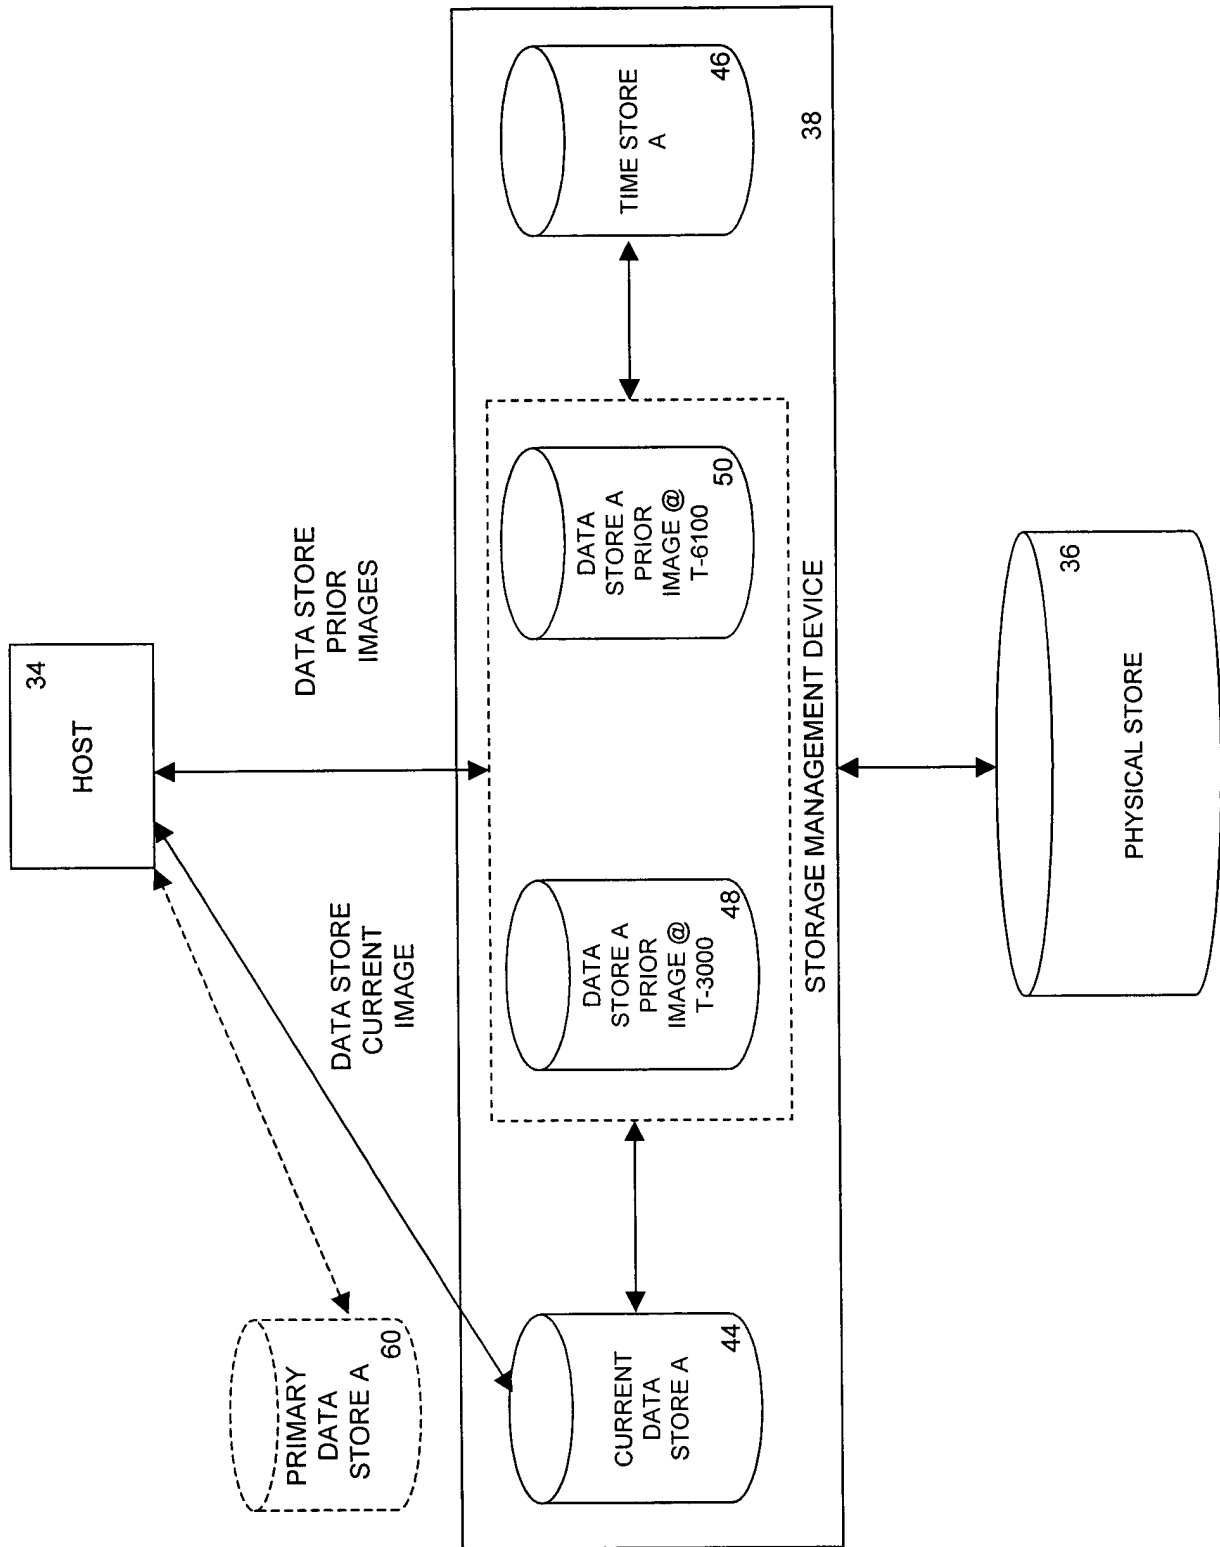 34
HOST
DATA STORE
PRIOR
IMAGES
DATA STORE
CURRENT
IMAGE
PRIMARY
DATA
STORE A
60
CURRENT
DATA
STORE A
44
DATA
STORE A
PRIOR
IMAGE @
T-3000
48
DATA
STORE A
PRIOR
IMAGE @
T-6100
50
TIME STORE
A
46
STORAGE MANAGEMENT DEVICE
38
PHYSICAL STORE
36